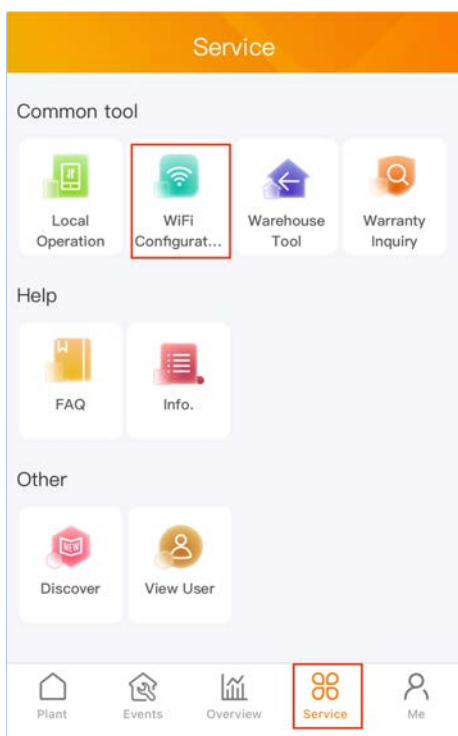 Service
Common tool
Local Operation
WiFi Configurat...
Warehouse Tool
Warranty Inquiry
Help
FAQ
Info.
Other
NEW
Discover
View User
Plant
Events
Overview
Service
Me